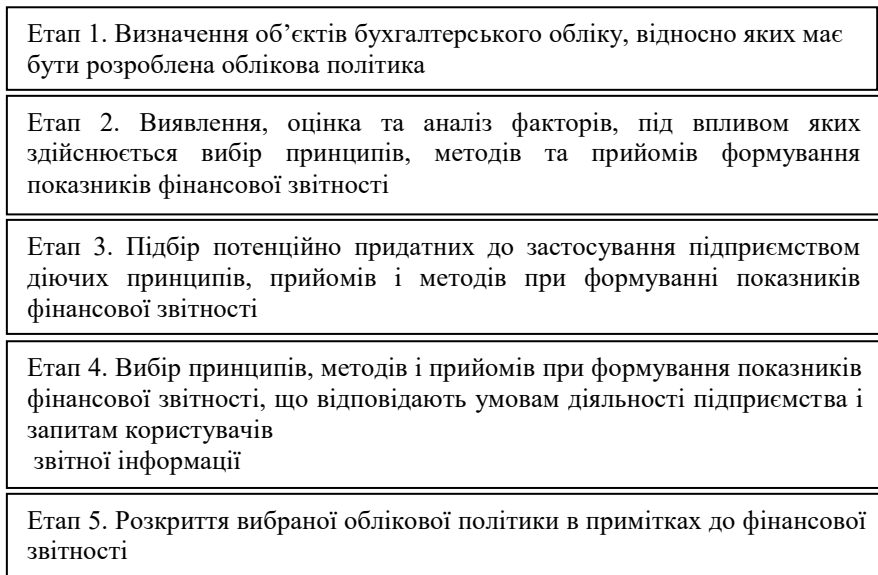 Етап 1. Визначення об’єктів бухгалтерського обліку, відносно яких має
бути розроблена облікова політика
Етап 2. Виявлення, оцінка та аналіз факторів, під впливом яких
здійснюється вибір принципів, методів та прийомів формування
показників фінансової звітності
Етап 3. Підбір потенційно придатних до застосування підприємством
діючих принципів, прийомів і методів при формуванні показників
фінансової звітності
Етап 4. Вибір принципів, методів і прийомів при формування показників
фінансової звітності, що відповідають умовам діяльності підприємства і
запитам користувачів
звітної інформації
Етап 5. Розкриття вибраної облікової політики в примітках до фінансової
звітності